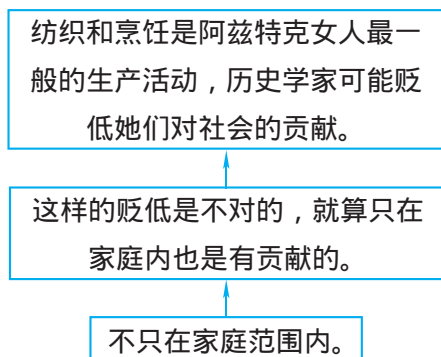 纺织和烹饪是阿兹特克女人最一
般的生产活动，历史学家可能贬
低她们对社会的贡献。
这样的贬低是不对的，就算只在
家庭内也是有贡献的。
不只在家庭范围内。